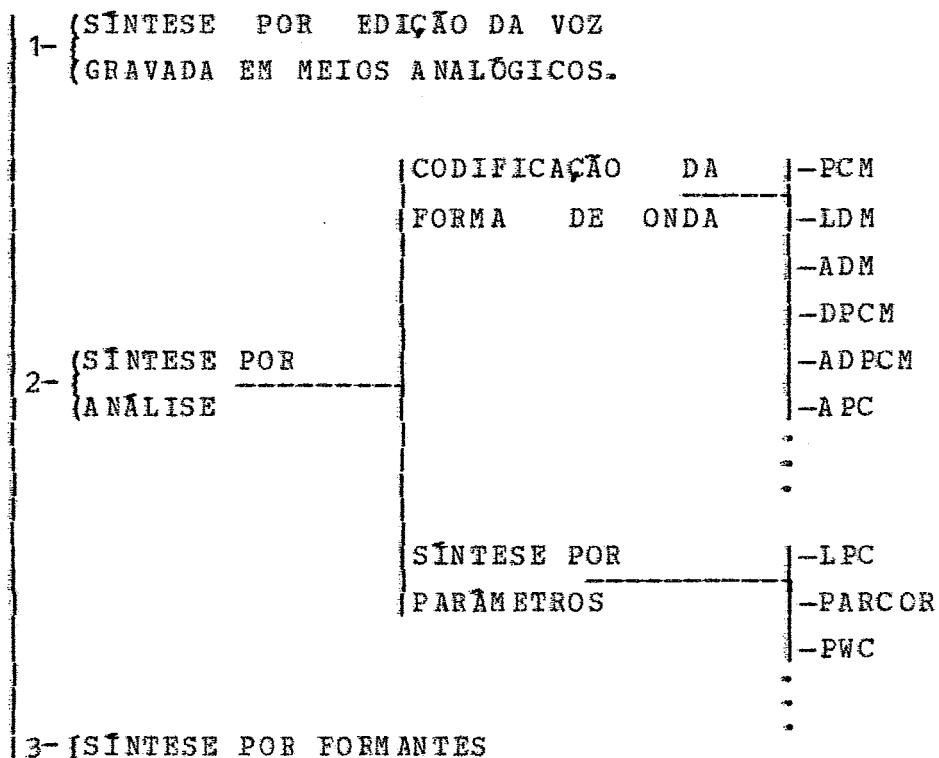 1- SÍNTESE POR EDIÇÃO DA VOZ
GRAVADA EM MEIOS ANALÓGICOS.
CODIFICAÇÃO DA
FORMA DE ONDA
-PCM
-LDM
-ADM
-DPCM
-ADPCM
-APC
2- SÍNTESE POR
ANÁLISE
SÍNTESE POR
PARÂMETROS
-LPC
-PARCOR
-PWC
3- SÍNTESE POR FORMANTES